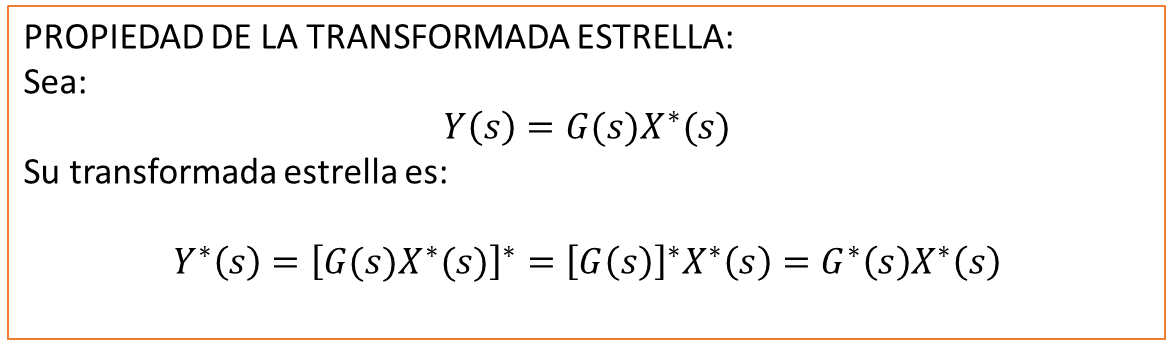 PROPIEDAD DE LA TRANSFORMADA ESTRELLA:
Sea:
Y(s) = G(s)X*(s)
Su transformada estrella es:
Y*(s) = [G(s)X*(s)]* = [G(s)]*X*(s) = G*(s)X*(s)